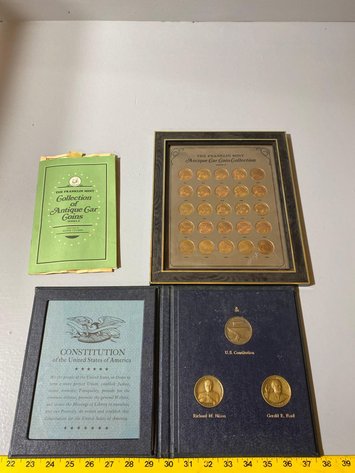 THE FRANKLIN MINT
Collection
of
Antique Car
Coins
THE FRANKLIN MINT
Antique Car Coin Collection
CONSTITUTION
of the United States of America
We the people of the United States, in Order to
form a more perfect Union, establish Justice,
insure domestic Tranquility, provide for the
common defence, promote the general Welfare,
and secure the Blessings of Liberty to ourselves
and our Posterity, do ordain and establish this
Constitution for the United States of America
U.S. Constitution
Richard M. Nixon
Gerald R. Ford
22 23 24 25 26 27 28 29 30 31 32 33 34 35 36 37 38 39